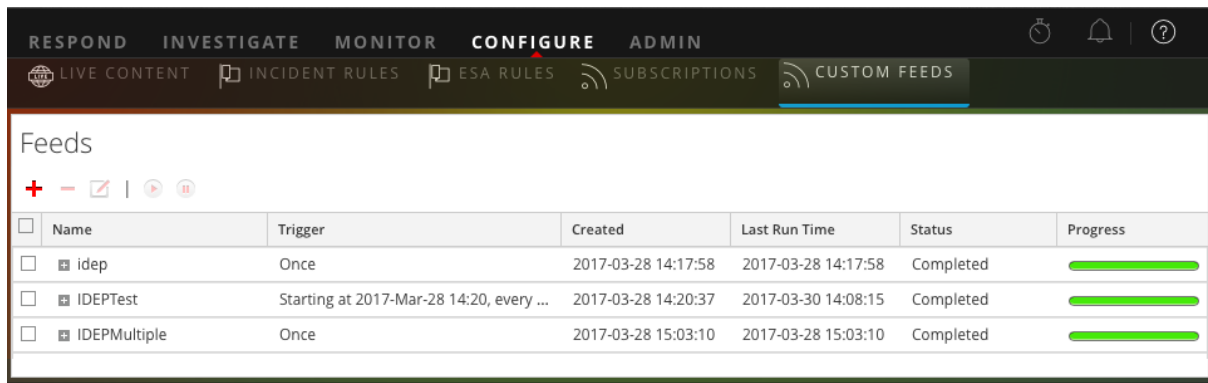 RESPOND INVESTIGATE MONITOR CONFIGURE ADMIN
LIVE LIVE CONTENT INCIDENT RULES ESA RULES SUBSCRIPTIONS CUSTOM FEEDS
Feeds
Name Trigger Created Last Run Time Status Progress
idep Once 2017-03-28 14:17:58 2017-03-28 14:17:58 Completed
IDEPTest Starting at 2017-Mar-28 14:20, every ... 2017-03-28 14:20:37 2017-03-30 14:08:15 Completed
IDEPMultiple Once 2017-03-28 15:03:10 2017-03-28 15:03:10 Completed